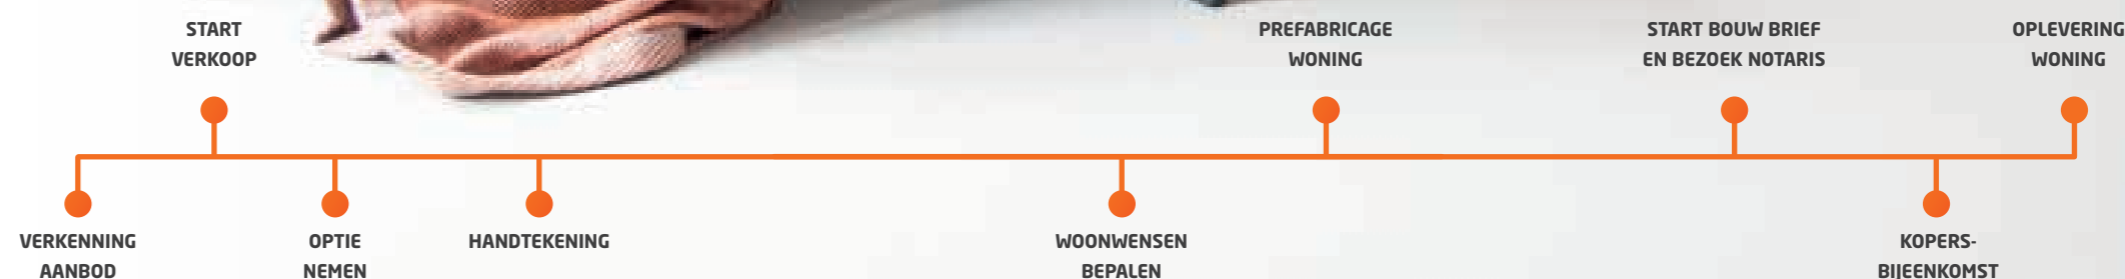 START
VERKOOP
PREFABRICAGE
WONING
START BOUW BRIEF
EN BEZOEK NOTARIS
OPLEVERING
WONING
VERKENNING
AANBOD
OPTIE
NEMEN
HANDTEKENING
WOONWENSEN
BEPALEN
KOPERS-
BIJEENKOMST